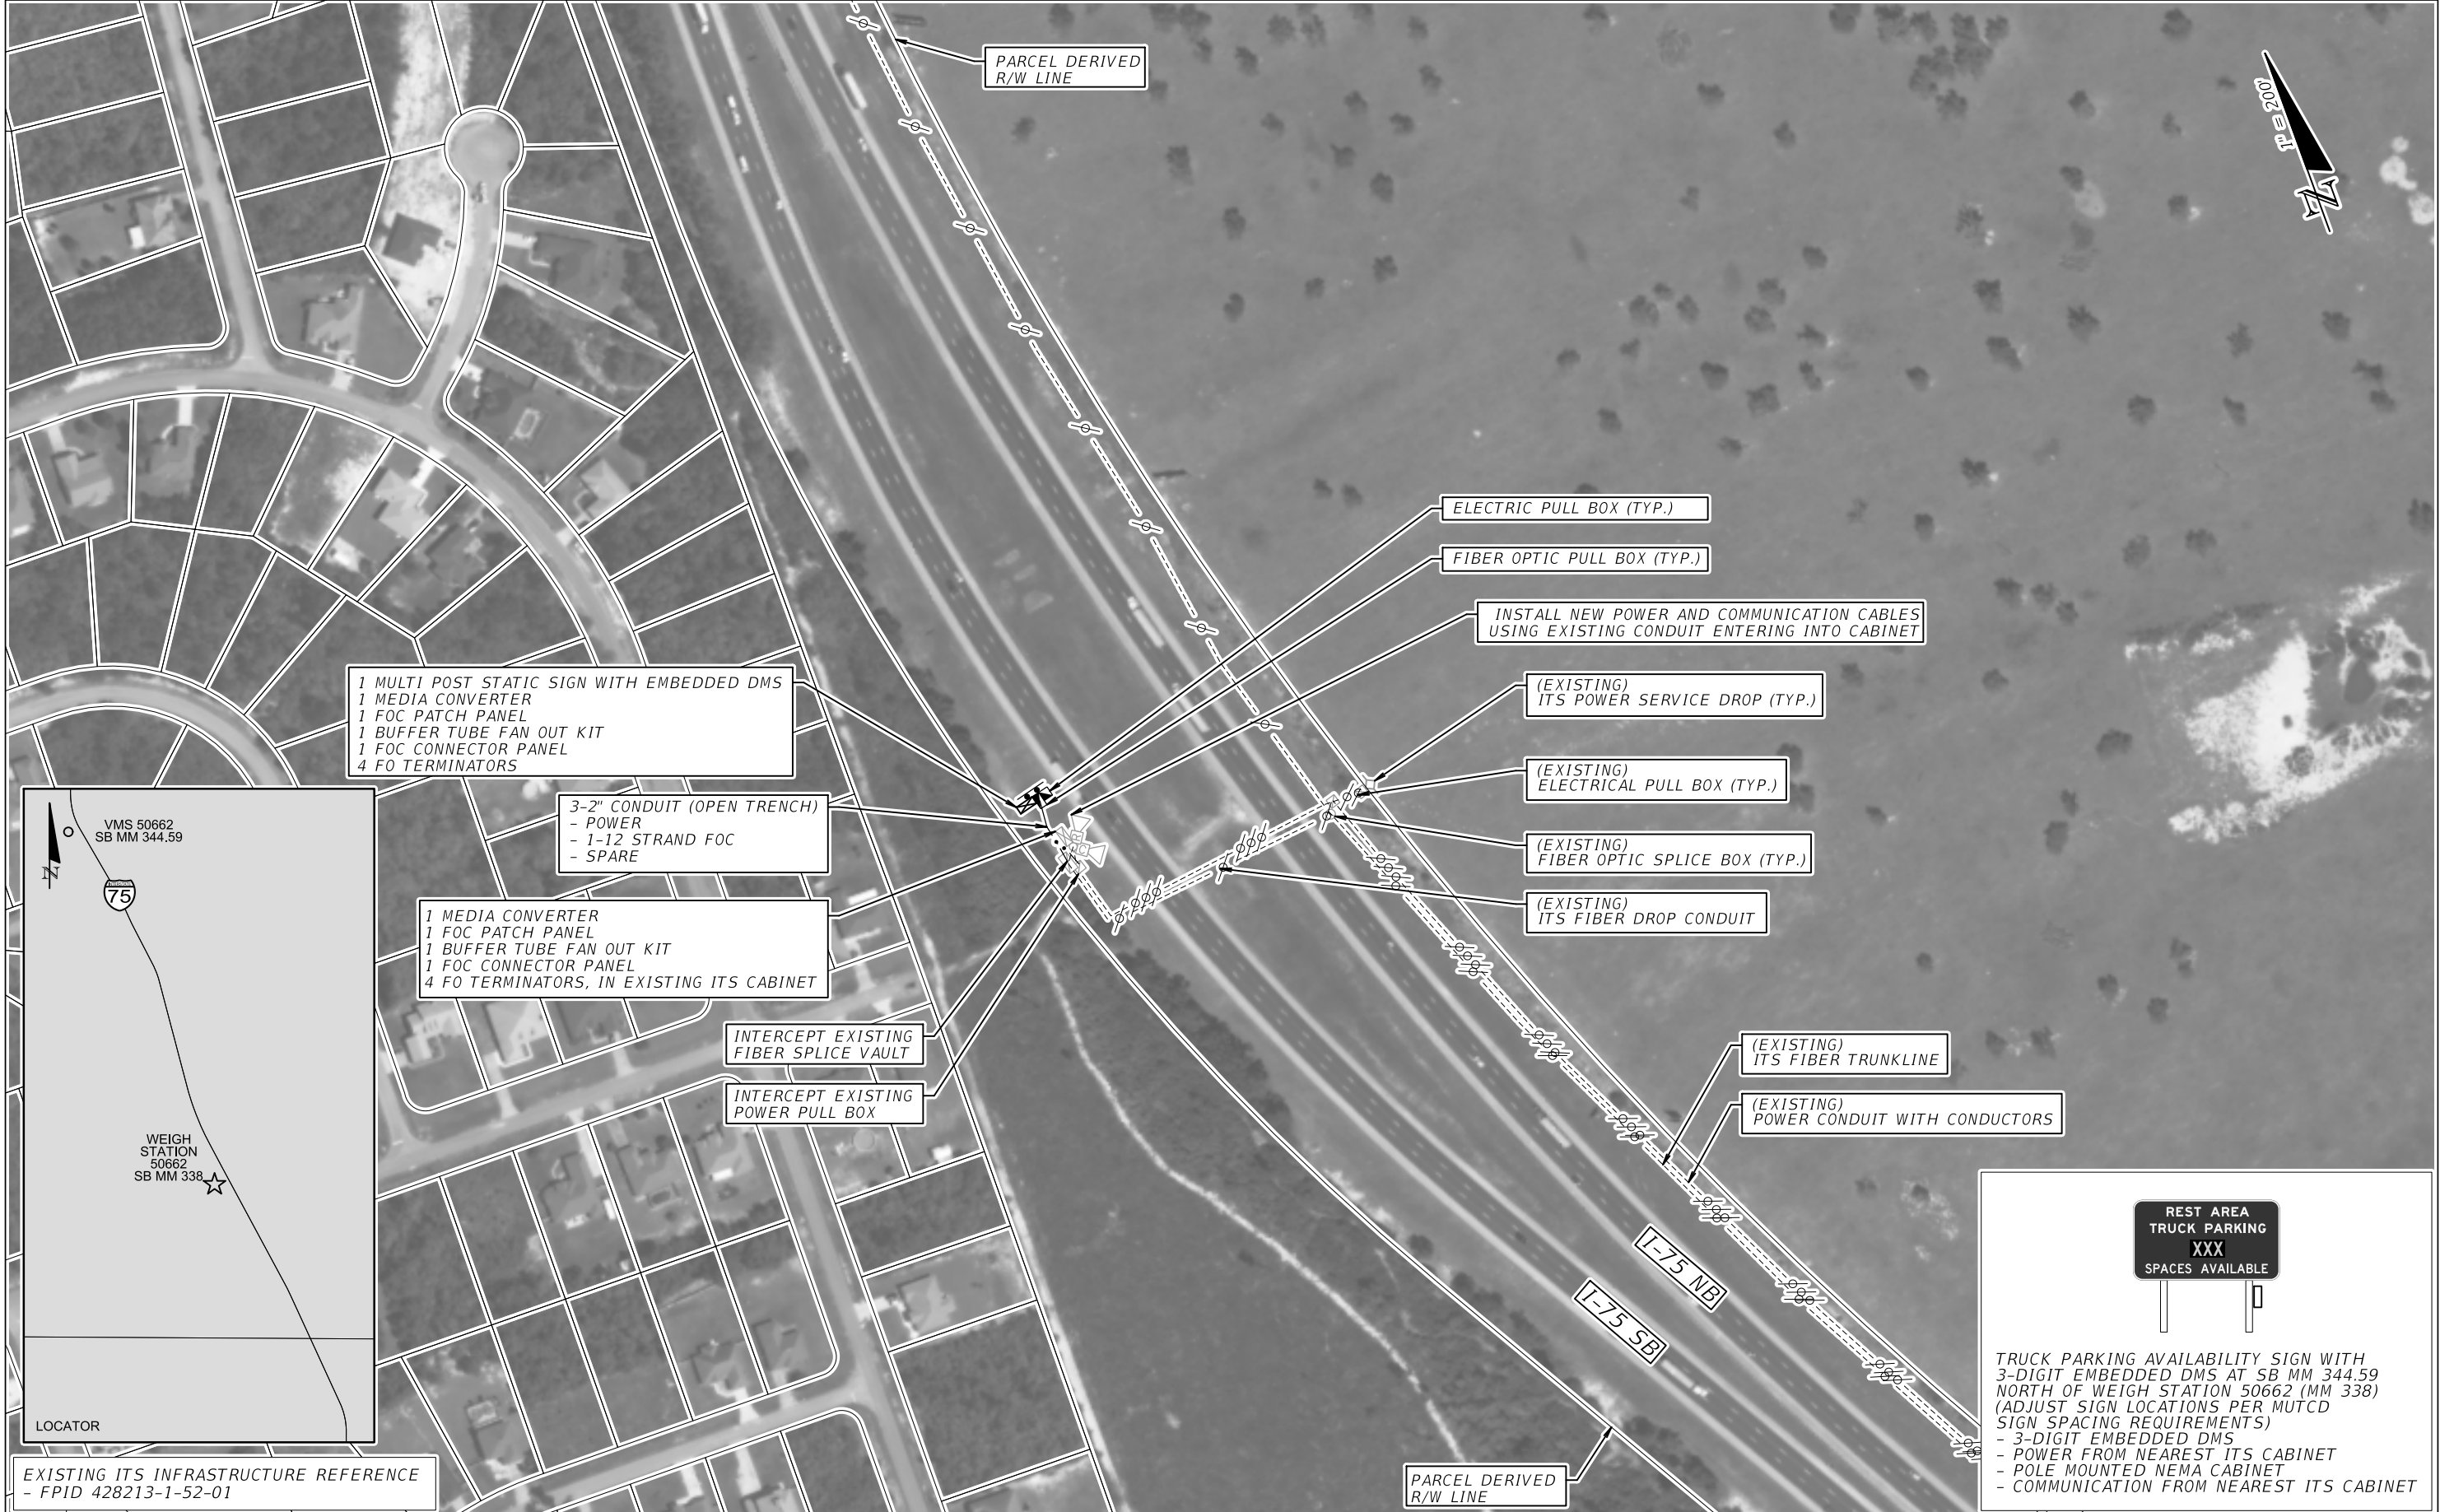 PARCEL DERIVED
R/W LINE
1" = 200'
N
ELECTRIC PULL BOX (TYP.)
FIBER OPTIC PULL BOX (TYP.)
INSTALL NEW POWER AND COMMUNICATION CABLES
USING EXISTING CONDUIT ENTERING INTO CABINET
(EXISTING)
ITS POWER SERVICE DROP (TYP.)
(EXISTING)
ELECTRICAL PULL BOX (TYP.)
(EXISTING)
FIBER OPTIC SPLICE BOX (TYP.)
(EXISTING)
ITS FIBER DROP CONDUIT
(EXISTING)
ITS FIBER TRUNKLINE
(EXISTING)
POWER CONDUIT WITH CONDUCTORS
1 MULTI POST STATIC SIGN WITH EMBEDDED DMS
1 MEDIA CONVERTER
1 FOC PATCH PANEL
1 BUFFER TUBE FAN OUT KIT
1 FOC CONNECTOR PANEL
4 FO TERMINATORS
3-2" CONDUIT (OPEN TRENCH)
- POWER
- 1-12 STRAND FOC
- SPARE
1 MEDIA CONVERTER
1 FOC PATCH PANEL
1 BUFFER TUBE FAN OUT KIT
1 FOC CONNECTOR PANEL
4 FO TERMINATORS, IN EXISTING ITS CABINET
INTERCEPT EXISTING
FIBER SPLICE VAULT
INTERCEPT EXISTING
POWER PULL BOX
VMS 50662
SB MM 344.59
N
75
WEIGH
STATION
50662
SB MM 338
LOCATOR
EXISTING ITS INFRASTRUCTURE REFERENCE
- FPID 428213-1-52-01
I-75 NB
I-75 SB
PARCEL DERIVED
R/W LINE
REST AREA
TRUCK PARKING
XXX
SPACES AVAILABLE
TRUCK PARKING AVAILABILITY SIGN WITH
3-DIGIT EMBEDDED DMS AT SB MM 344.59
NORTH OF WEIGH STATION 50662 (MM 338)
(ADJUST SIGN LOCATIONS PER MUTCD
SIGN SPACING REQUIREMENTS)
- 3-DIGIT EMBEDDED DMS
- POWER FROM NEAREST ITS CABINET
- POLE MOUNTED NEMA CABINET
- COMMUNICATION FROM NEAREST ITS CABINET